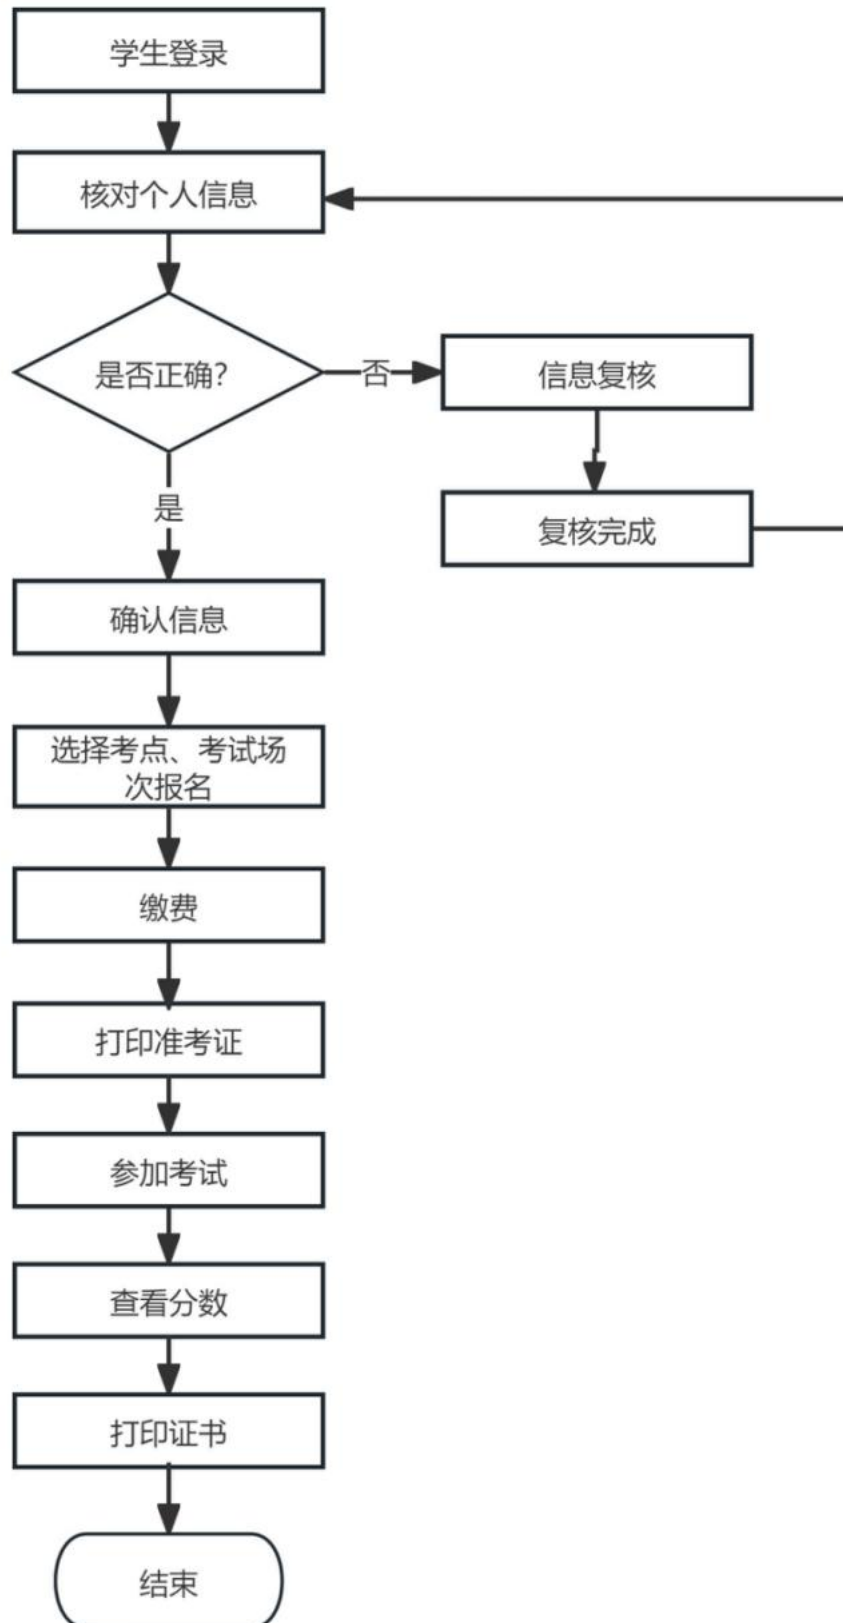 学生登录
核对个人信息
是否正确？
否
信息复核
复核完成
是
确认信息
选择考点、考试场
次报名
缴费
打印准考证
参加考试
查看分数
打印证书
结束